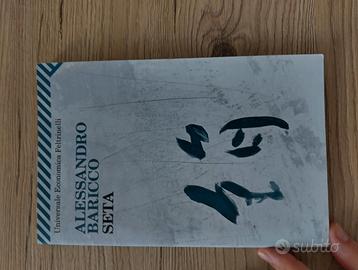 Universale Economica Feltrinelli
ALESSANDRO
BARICCO
SETA
subito